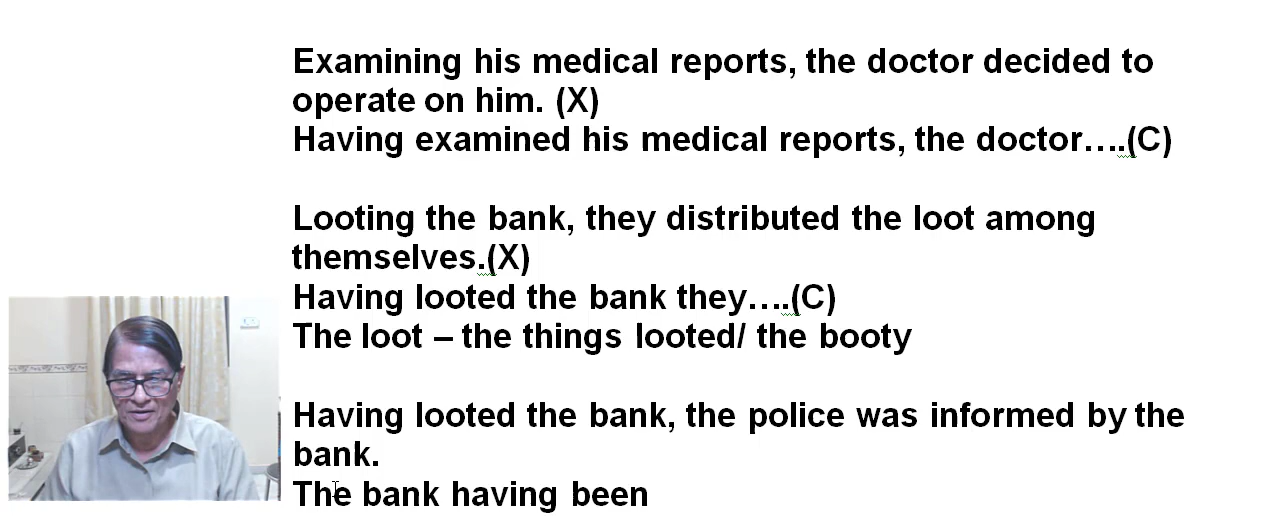 Examining his medical reports, the doctor decided to
operate on him. (X)
Having examined his medical reports, the doctor….(C)
Looting the bank, they distributed the loot among
themselves.(X)
Having looted the bank they….(C)
The loot – the things looted/ the booty
Having looted the bank, the police was informed by the
bank.
The bank having been